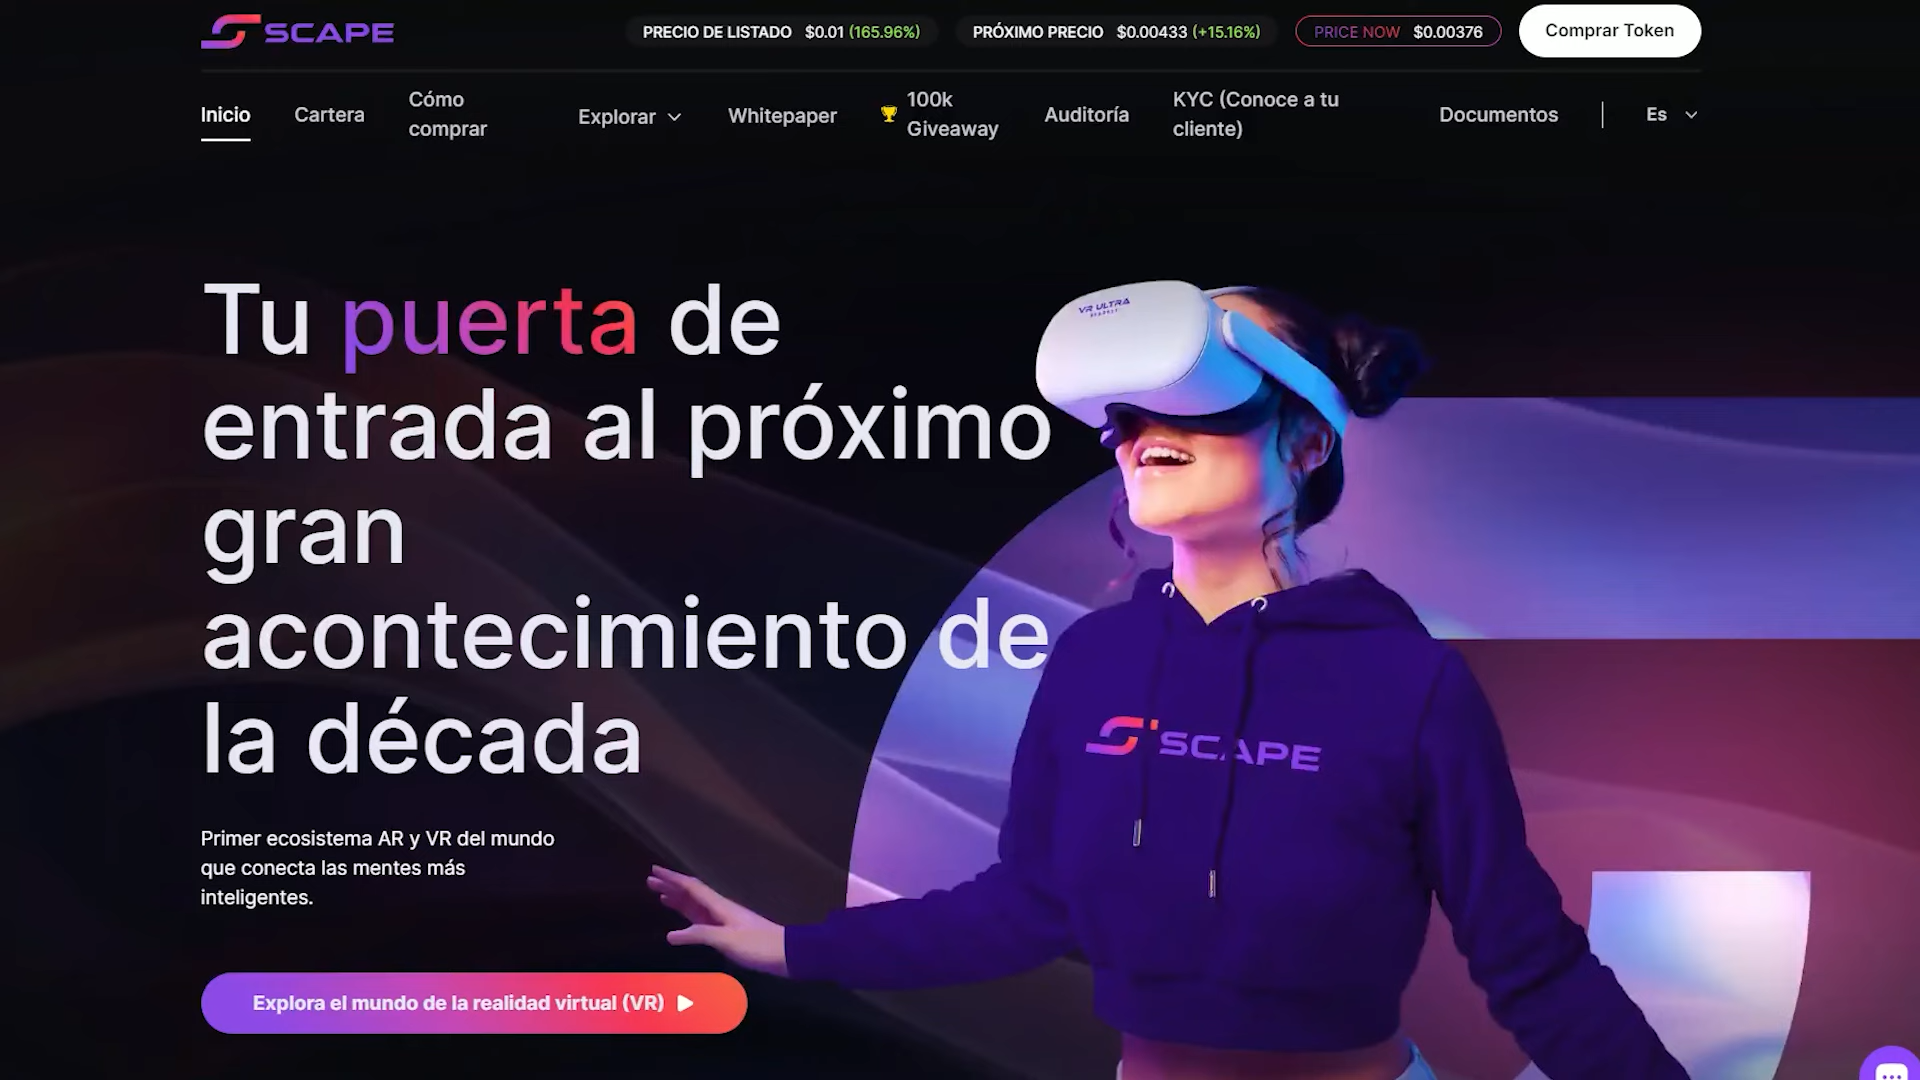 SCAPE
PRECIO DE LISTADO $0.01 (165.96%)
PRÓXIMO PRECIO $0.00433 (+15.16%)
PRICE NOW $0.00376
Comprar Token
Inicio
Cartera
Cómo
comprar
Explorar
Whitepaper
100k
Giveaway
Auditoría
KYC (Conoce a tu
cliente)
Documentos
Es
Tu puerta de
entrada al próximo
gran
acontecimiento de
la década
VR ULTRA
SCAPE
Primer ecosistema AR y VR del mundo
que conecta las mentes más
inteligentes.
Explora el mundo de la realidad virtual (VR)